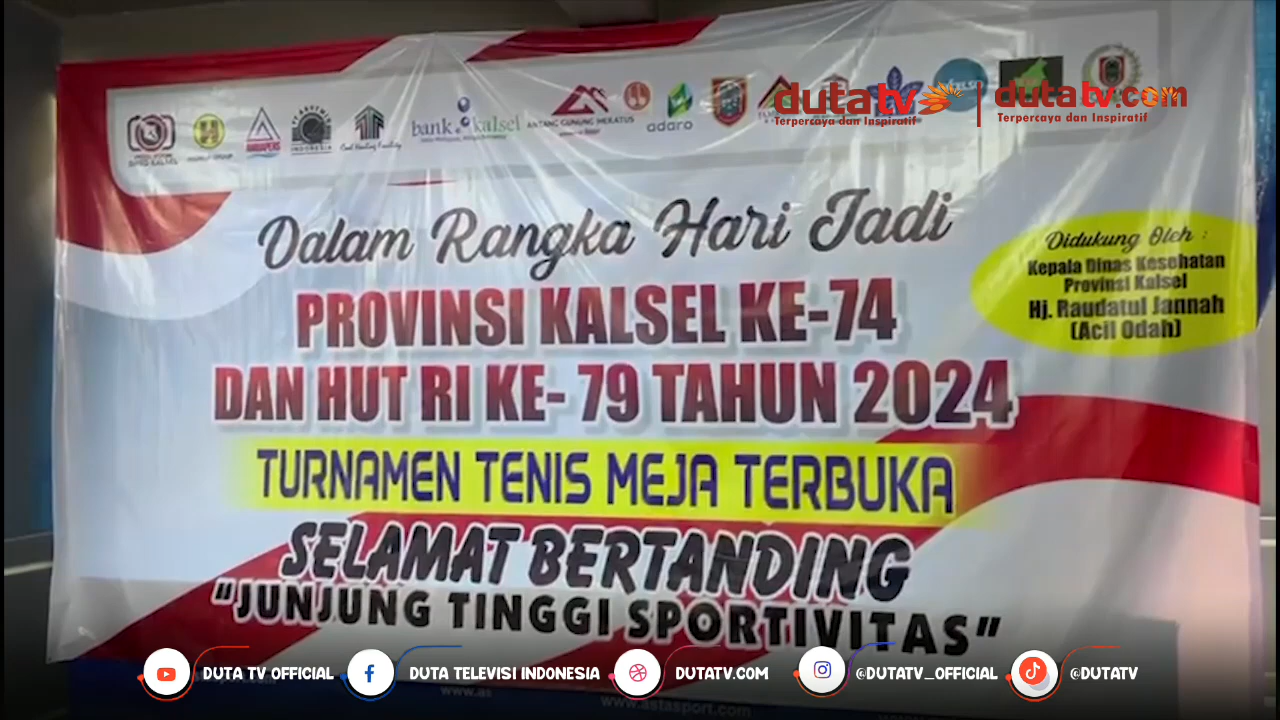 dutatv
Terpercaya dan Inspiratif
dutatv.com
Terpercaya dan Inspiratif
bank kalsel
ANTANG GUNUNG MERATUS
adaro
Dalam Rangka Hari Jadi
PROVINSI KALSEL KE-74
DAN HUT RI KE- 79 TAHUN 2024
TURNAMEN TENIS MEJA TERBUKA
SELAMAT BERTANDING
"JUNJUNG TINGGI SPORTIVITAS"
Didukung Oleh :
Kepala Dinas Kesehatan
Provinsi Kalsel
Hj. Raudatul Jannah
(Acil Odah)
www.astasport.com
DUTA TV OFFICIAL
DUTA TELEVISI INDONESIA
DUTATV.COM
@DUTATV_OFFICIAL
@DUTATV